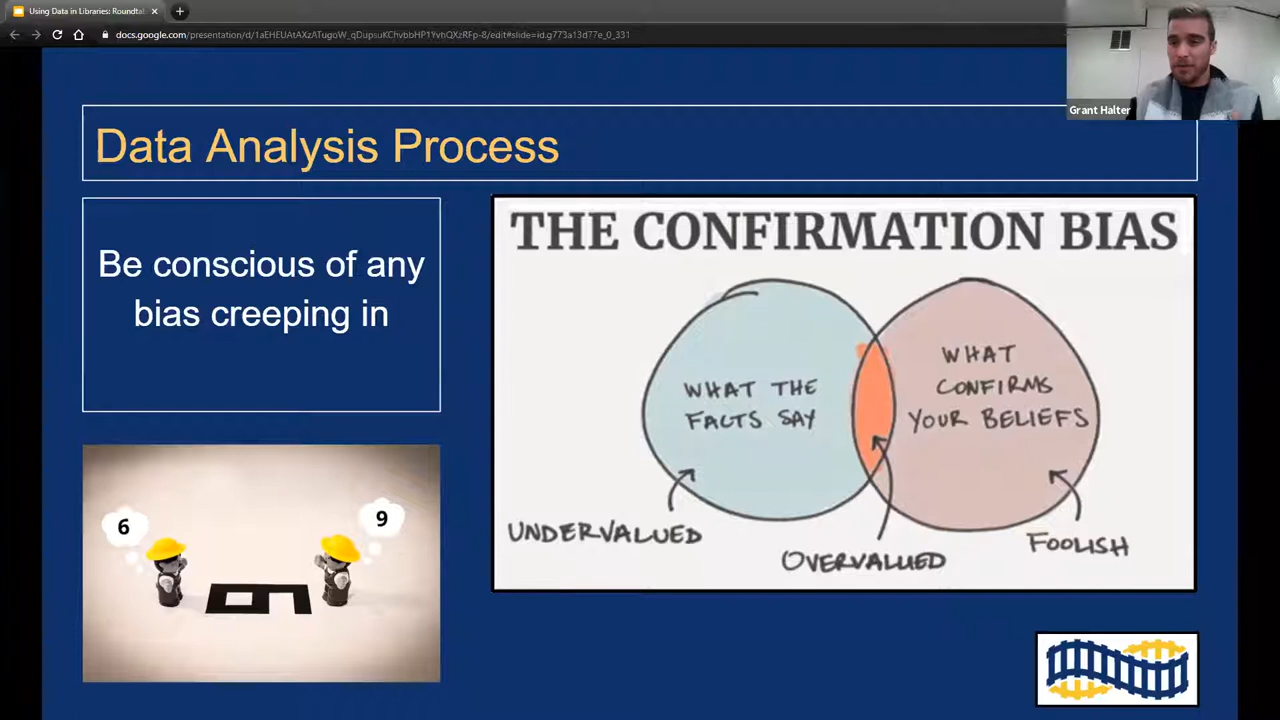 Using Data in Libraries: Roundta
docs.google.com/presentation/d/1aEHEUAtAXzATugoW_qDupsuKChvbbHP1YvhQXzRFp-8/edit#slide=id.g773a13d77e_0_331
Grant Halter
Data Analysis Process
Be conscious of any
bias creeping in
THE CONFIRMATION BIAS
WHAT THE
FACTS SAY
WHAT
CONFIRMS
YOUR BELIEFS
UNDERVALUED
OVERVALUED
FOOLISH
6
9